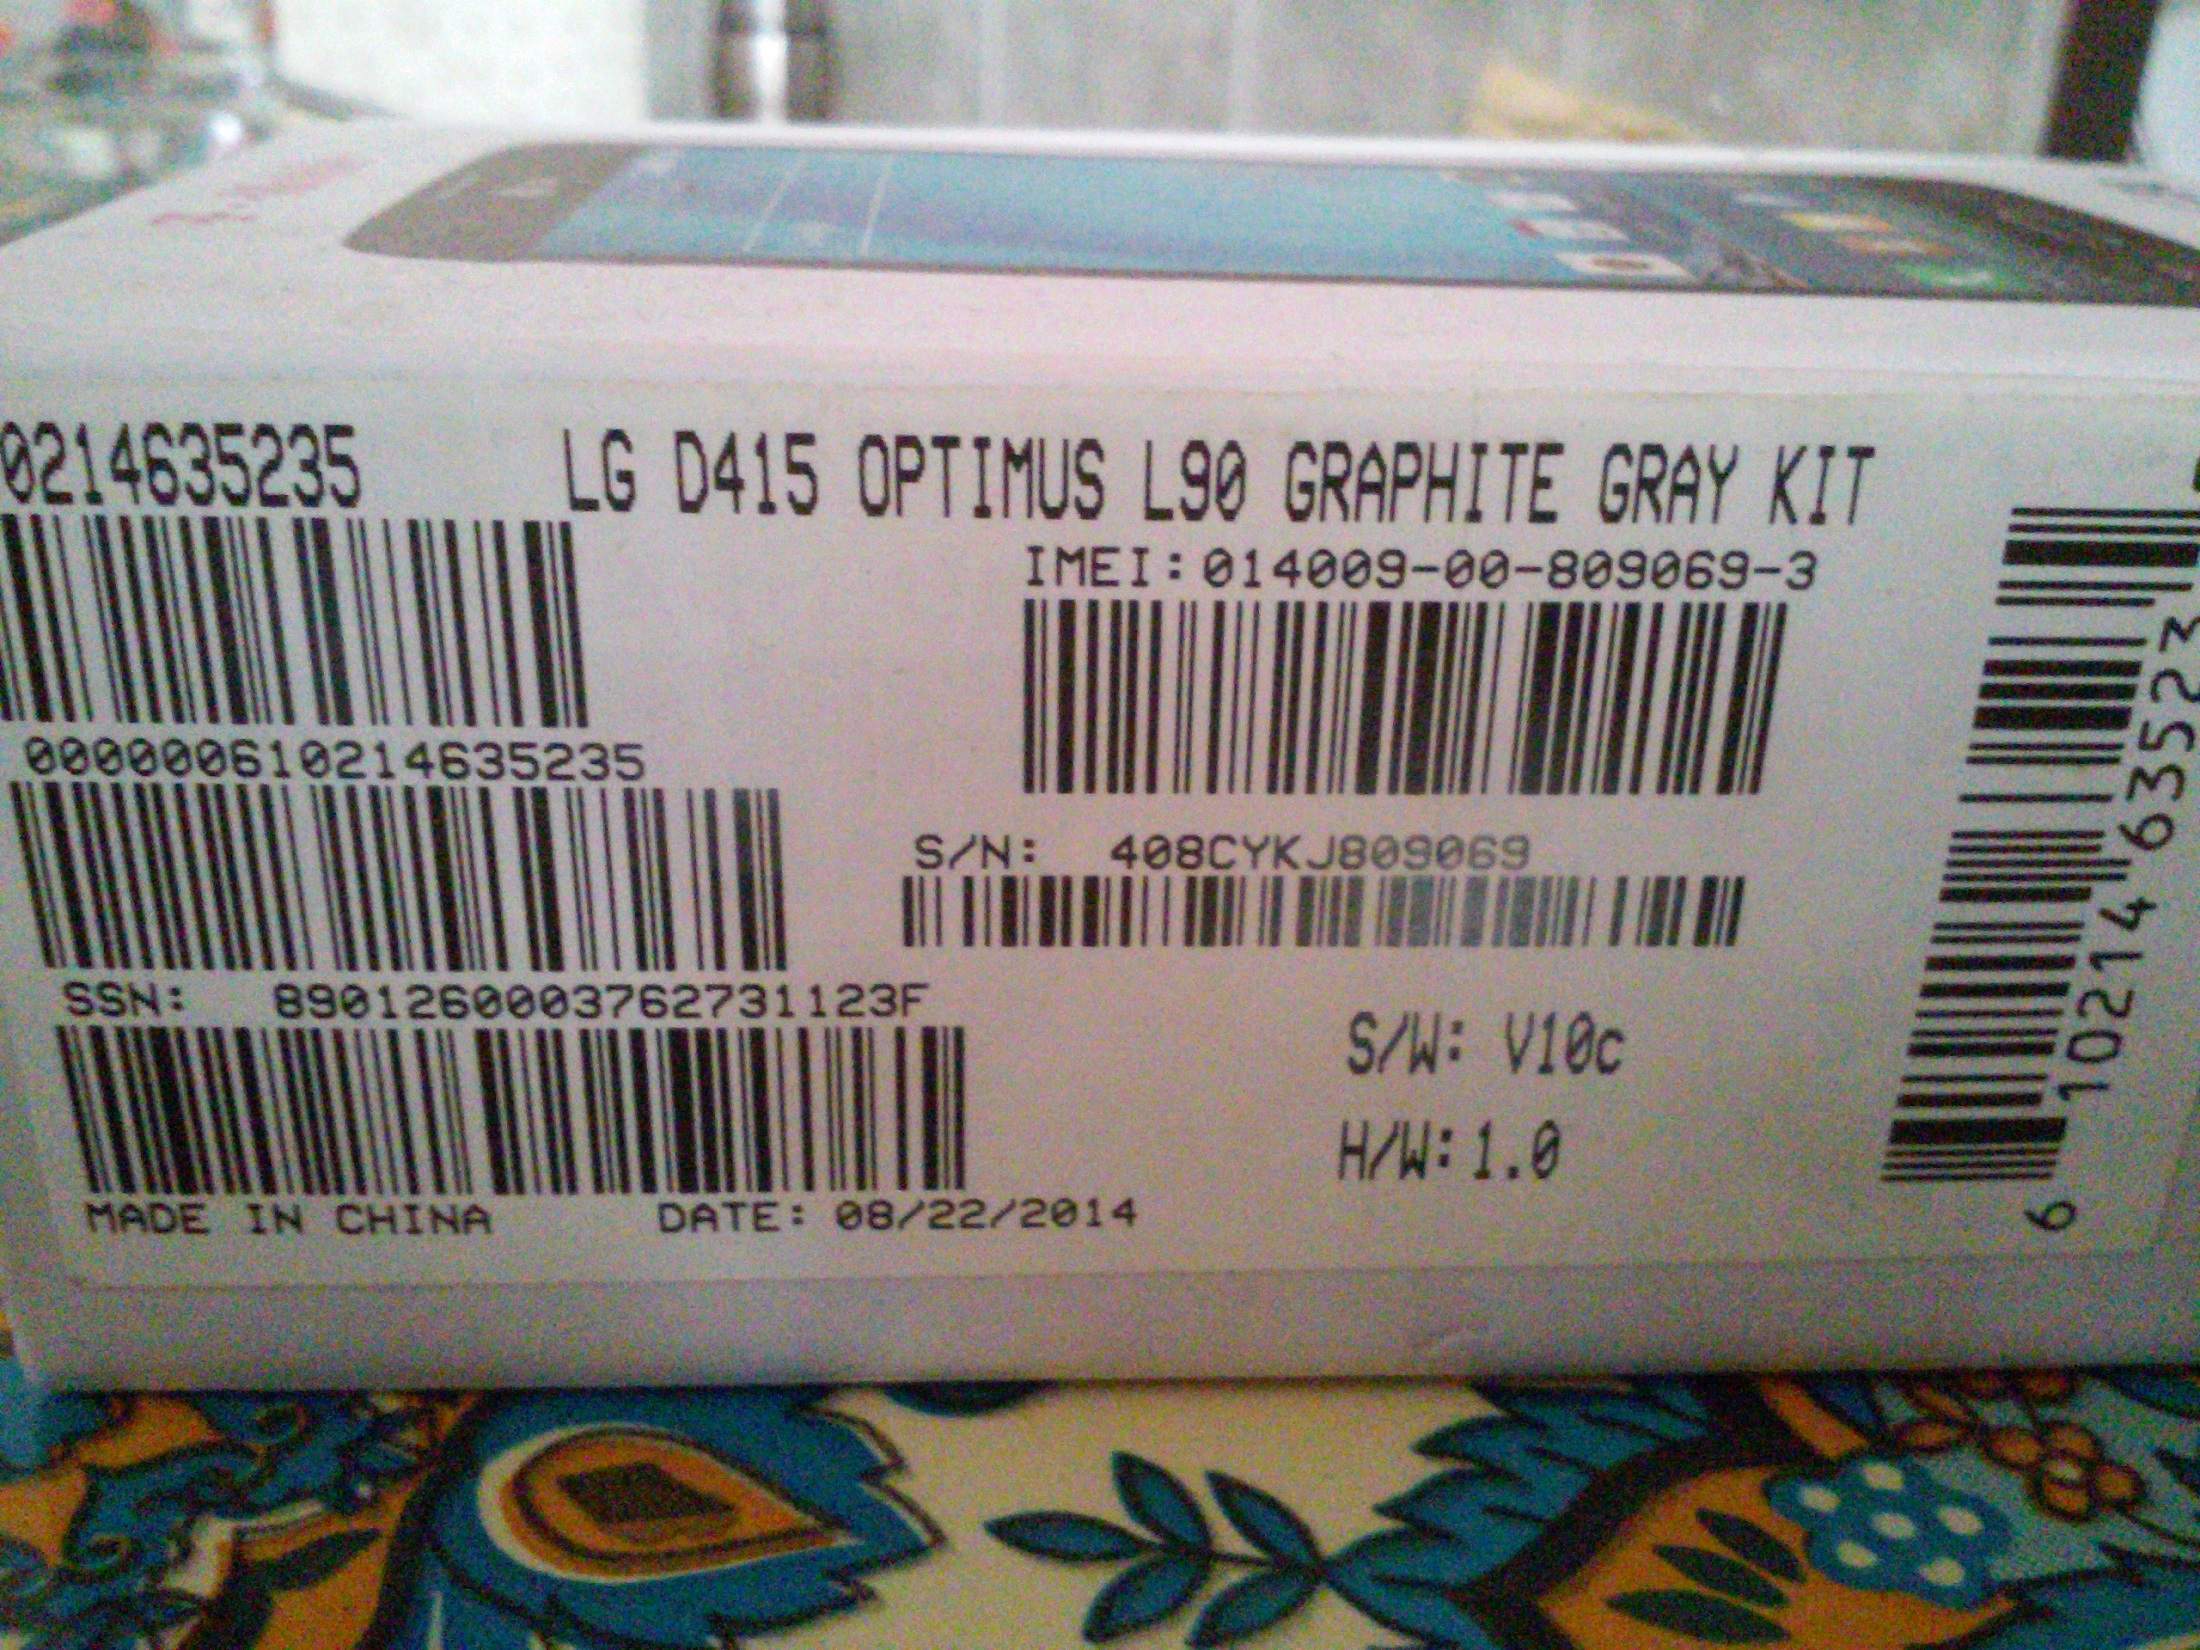 0214635235
LG D415 OPTIMUS L90 GRAPHITE GRAY KIT
IMEI:014009-00-809069-3
000000610214635235
S/N: 408CYKJ809069
SSN: 8901260003762731123F
S/W: V10c
H/W:1.0
MADE IN CHINA DATE: 08/22/2014
6 10214 63523